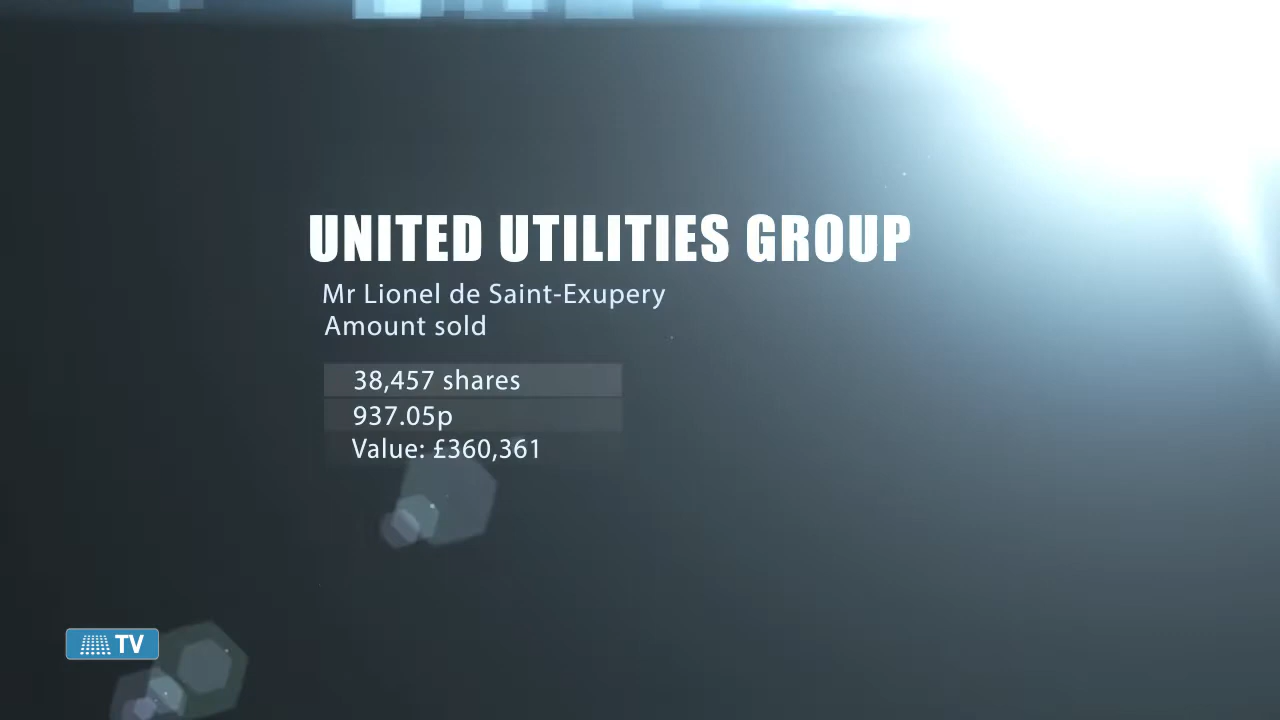 UNITED UTILITIES GROUP
Mr Lionel de Saint-Exupery
Amount sold
38,457 shares
937.05p
Value: £360,361
TV